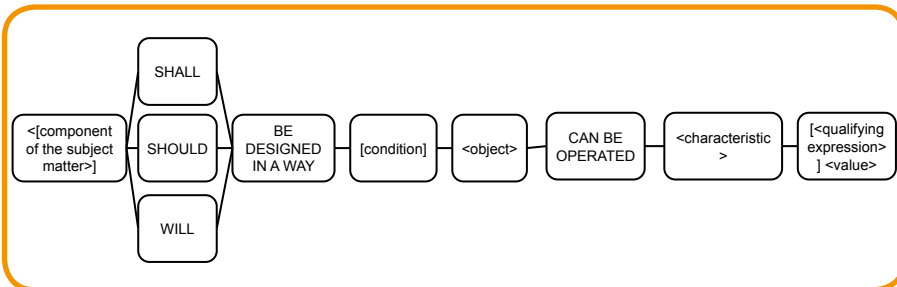 <[component
of the subject
matter>]
SHALL
SHOULD
WILL
BE
DESIGNED
IN A WAY
[condition]
<object>
CAN BE
OPERATED
<characteristic
>
[<qualifying
expression>
] <value>